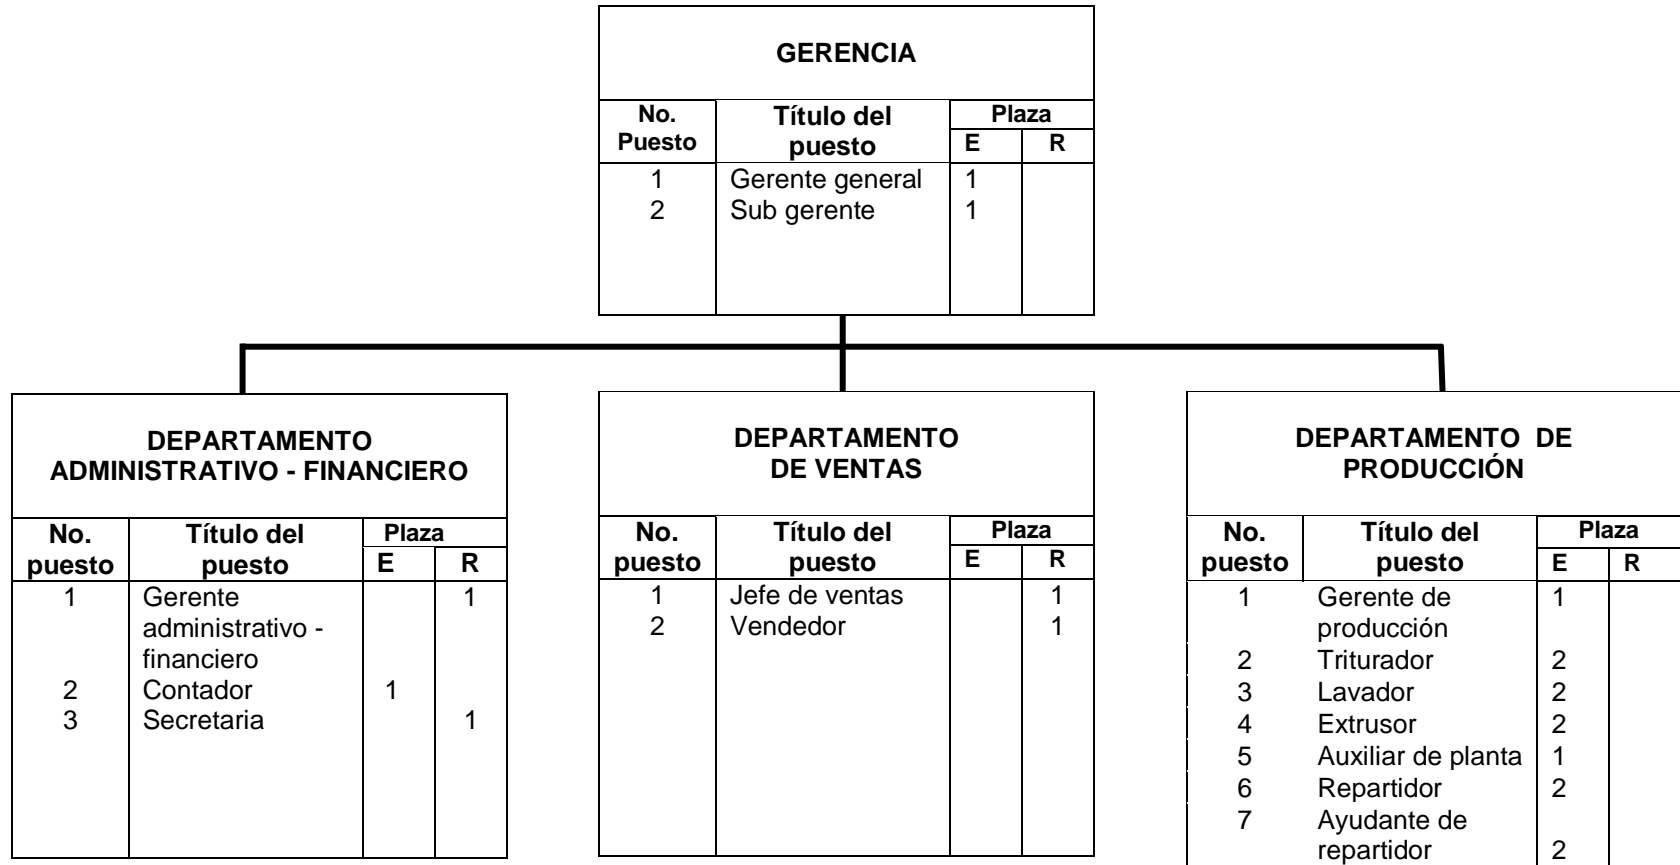 GERENCIA
No. Puesto Título del puesto Plaza
E R
1 Gerente general 1
2 Sub gerente 1
DEPARTAMENTO
ADMINISTRATIVO - FINANCIERO
No. puesto Título del puesto Plaza
E R
1 Gerente 1
administrativo -
financiero
2 Contador 1
3 Secretaria 1
DEPARTAMENTO
DE VENTAS
No. puesto Título del puesto Plaza
E R
1 Jefe de ventas 1
2 Vendedor 1
DEPARTAMENTO DE
PRODUCCIÓN
No. puesto Título del puesto Plaza
E R
1 Gerente de 1
producción
2 Triturador 2
3 Lavador 2
4 Extrusor 2
5 Auxiliar de planta 1
6 Repartidor 2
7 Ayudante de
repartidor 2